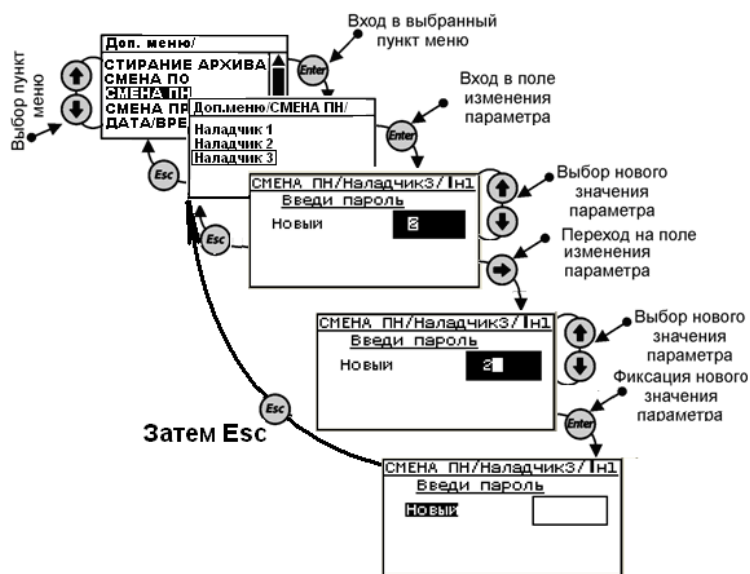 Доп. меню/
СТИРАНИЕ АРХИВА
СМЕНА ПО
СМЕНА ПН
СМЕНА ПР
ДАТА/ВРЕ
Выбор пункт
меню
Enter
Вход в выбранный
пункт меню
Доп.меню/СМЕНА ПН/
Наладчик 1
Наладчик 2
Наладчик 3
Esc
Enter
Вход в поле
изменения
параметра
СМЕНА ПН/Наладчик3/Пн1
Введи пароль
Новый 2
Esc
Выбор нового
значения
параметра
Переход на поле
изменения
параметра
СМЕНА ПН/Наладчик3/Пн1
Введи пароль
Новый 2
Выбор нового
значения
параметра
Enter
Фиксация нового
значения
параметра
Esc
Затем Esc
СМЕНА ПН/Наладчик3/Пн1
Введи пароль
Новый